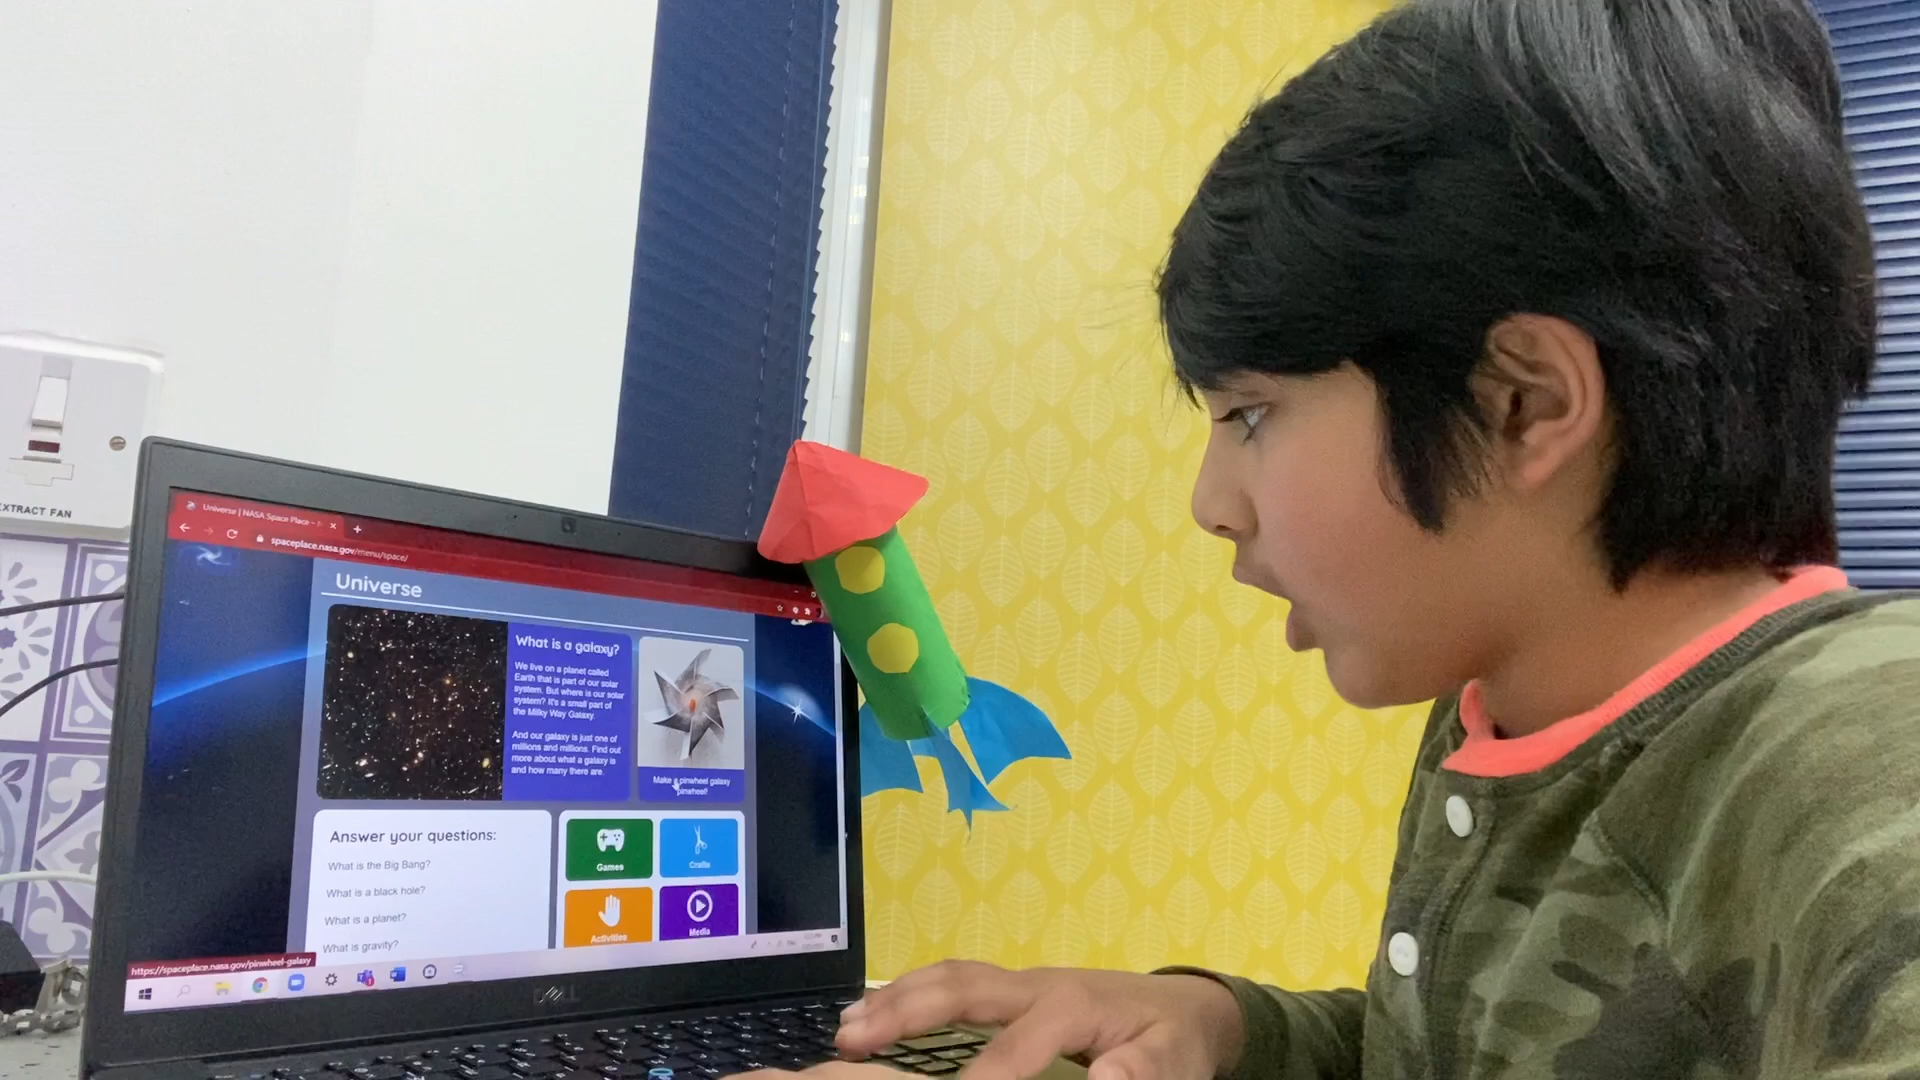 EXTRACT FAN
Universe | NASA Space Place -
spaceplace.nasa.gov/menu/space/
Universe
What is a galaxy?
We live on a planet called
Earth that is part of our solar
system. But where is our solar
system? It's a small part of
the Milky Way Galaxy.
And our galaxy is just one of
millions and millions. Find out
more about what a galaxy is
and how many there are.
Make a pinwheel galaxy
pinwheel!
Answer your questions:
What is the Big Bang?
What is a black hole?
What is a planet?
What is gravity?
Games
Crafts
Activities
Media
https://spaceplace.nasa.gov/pinwheel-galaxy
DELL